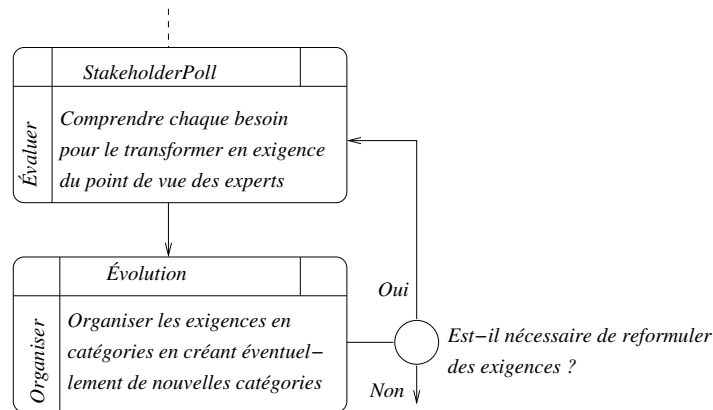 StakeholderPoll
Évaluer
Comprendre chaque besoin
pour le transformer en exigence
du point de vue des experts
Évolution
Organiser
Organiser les exigences en
catégories en créant éventuel–
lement de nouvelles catégories
Oui
Est–il nécessaire de reformuler
des exigences ?
Non